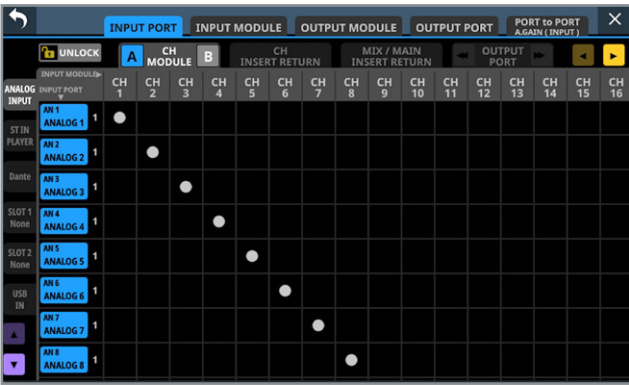 INPUT PORT INPUT MODULE OUTPUT MODULE OUTPUT PORT PORT to PORT
A.GAIN ( INPUT )
UNLOCK A CH MODULE B CH INSERT RETURN MIX / MAIN INSERT RETURN OUTPUT PORT
INPUT MODULE
INPUT PORT
CH 1 CH 2 CH 3 CH 4 CH 5 CH 6 CH 7 CH 8 CH 9 CH 10 CH 11 CH 12 CH 13 CH 14 CH 15 CH 16
ANALOG INPUT
ST IN PLAYER
Dante
SLOT 1 None
SLOT 2 None
USB IN
AN 1
ANALOG 1 1
AN 2
ANALOG 2 1
AN 3
ANALOG 3 1
AN 4
ANALOG 4 1
AN 5
ANALOG 5 1
AN 6
ANALOG 6 1
AN 7
ANALOG 7 1
AN 8
ANALOG 8 1